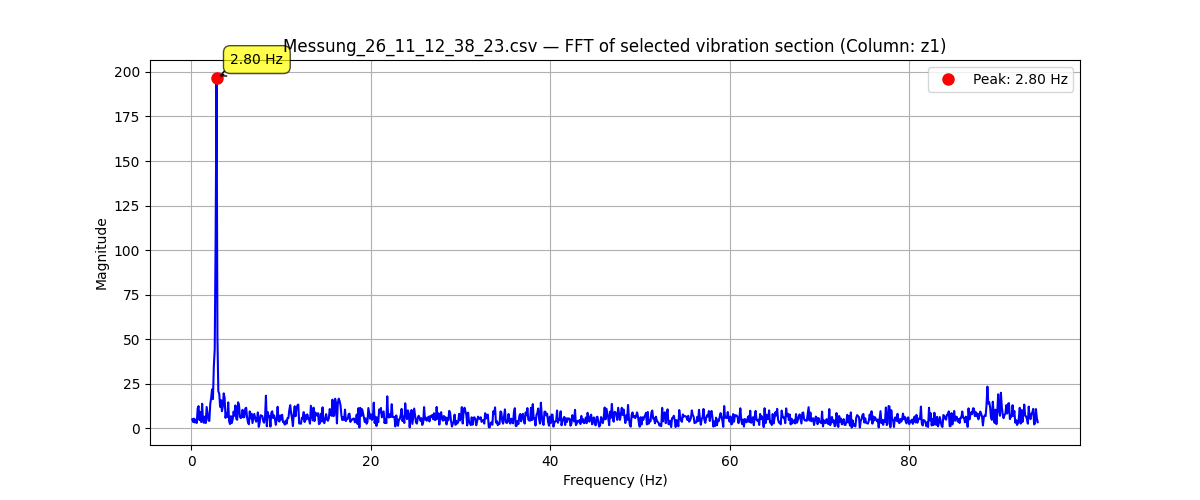 Messung_26_11_12_38_23.csv — FFT of selected vibration section (Column: z1)
2.80 Hz
Peak: 2.80 Hz
200
175
150
125
100
75
50
25
0
Magnitude
0 20 40 60 80
Frequency (Hz)